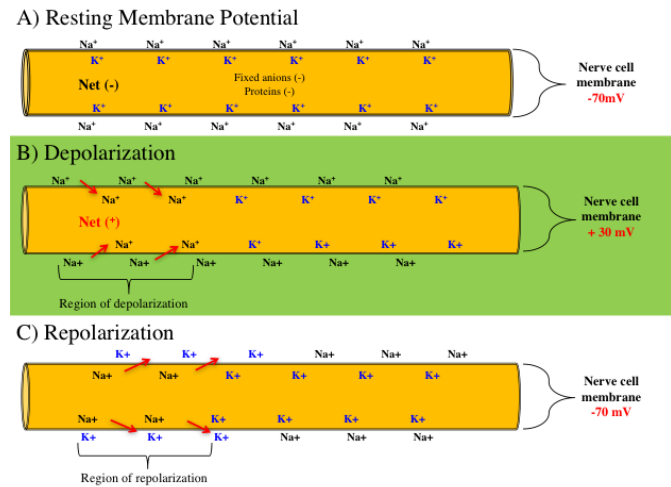 A) Resting Membrane Potential
Na⁺ Na⁺ Na⁺ Na⁺ Na⁺ Na⁺
K⁺ K⁺ K⁺ K⁺ K⁺ K⁺
Net (-)
Fixed anions (-)
Proteins (-)
K⁺ K⁺ K⁺ K⁺ K⁺ K⁺
Na⁺ Na⁺ Na⁺ Na⁺ Na⁺ Na⁺
Nerve cell
membrane
-70mV
B) Depolarization
Na⁺ Na⁺ Na⁺ Na⁺ Na⁺ Na⁺
Na⁺ Na⁺ K⁺ K⁺ K⁺ K⁺
Net (⁺)
Na⁺ Na⁺ K⁺ K+ K+ K+
Na+ Na+ Na+ Na+ Na+ Na+
Region of depolarization
Nerve cell
membrane
+ 30 mV
C) Repolarization
K+ K+ K+ Na+ Na+ Na+
Na+ Na+ K+ K+ K+ K+
Na+ Na+ K+ K+ K+ K+
K+ K+ K+ Na+ Na+ Na+
Region of repolarization
Nerve cell
membrane
-70 mV